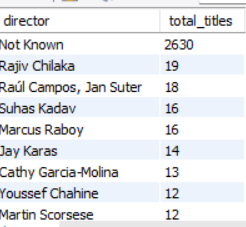 director total_titles
Not Known 2630
Rajiv Chilaka 19
Raúl Campos, Jan Suter 18
Suhas Kadav 16
Marcus Raboy 16
Jay Karas 14
Cathy Garcia-Molina 13
Youssef Chahine 12
Martin Scorsese 12